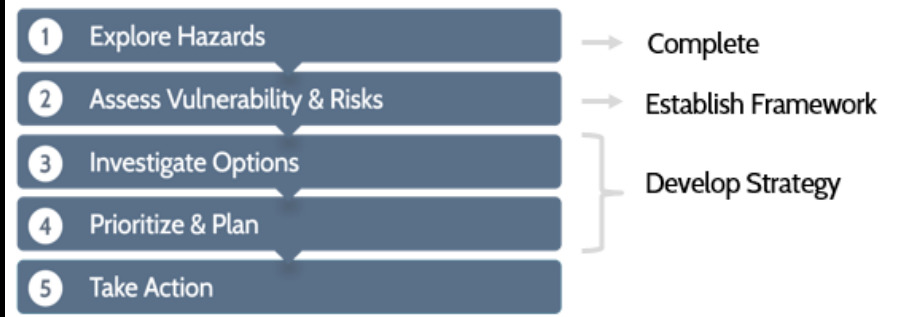 1 Explore Hazards
Complete
2 Assess Vulnerability & Risks
Establish Framework
3 Investigate Options
Develop Strategy
4 Prioritize & Plan
5 Take Action